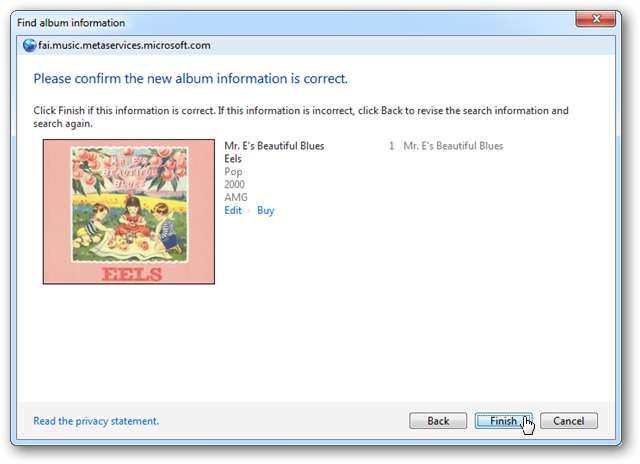 Find album information
fai.music.metaservices.microsoft.com
Please confirm the new album information is correct.
Click Finish if this information is correct. If this information is incorrect, click Back to revise the search information and
search again.
MR. E'S
BEAUTIFUL
BLUES
EELS
Mr. E's Beautiful Blues
Eels
Pop
2000
AMG
Edit · Buy
1 Mr. E's Beautiful Blues
Read the privacy statement.
Back Finish Cancel